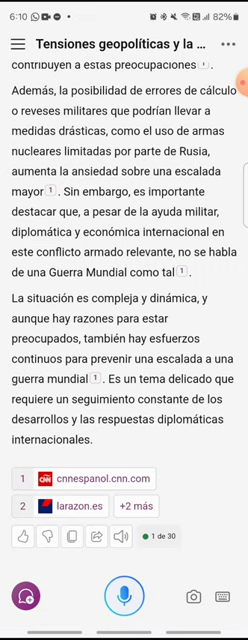 6:10
82%
Tensiones geopolíticas y la ...
contribuyen a estas preocupaciones 1.
Además, la posibilidad de errores de cálculo
o reveses militares que podrían llevar a
medidas drásticas, como el uso de armas
nucleares limitadas por parte de Rusia,
aumenta la ansiedad sobre una escalada
mayor 1. Sin embargo, es importante
destacar que, a pesar de la ayuda militar,
diplomática y económica internacional en
este conflicto armado relevante, no se habla
de una Guerra Mundial como tal 1.
La situación es compleja y dinámica, y
aunque hay razones para estar
preocupados, también hay esfuerzos
continuos para prevenir una escalada a una
guerra mundial 1. Es un tema delicado que
requiere un seguimiento constante de los
desarrollos y las respuestas diplomáticas
internacionales.
1 CNN cnnespanol.cnn.com
2 larazon.es +2 más
1 de 30